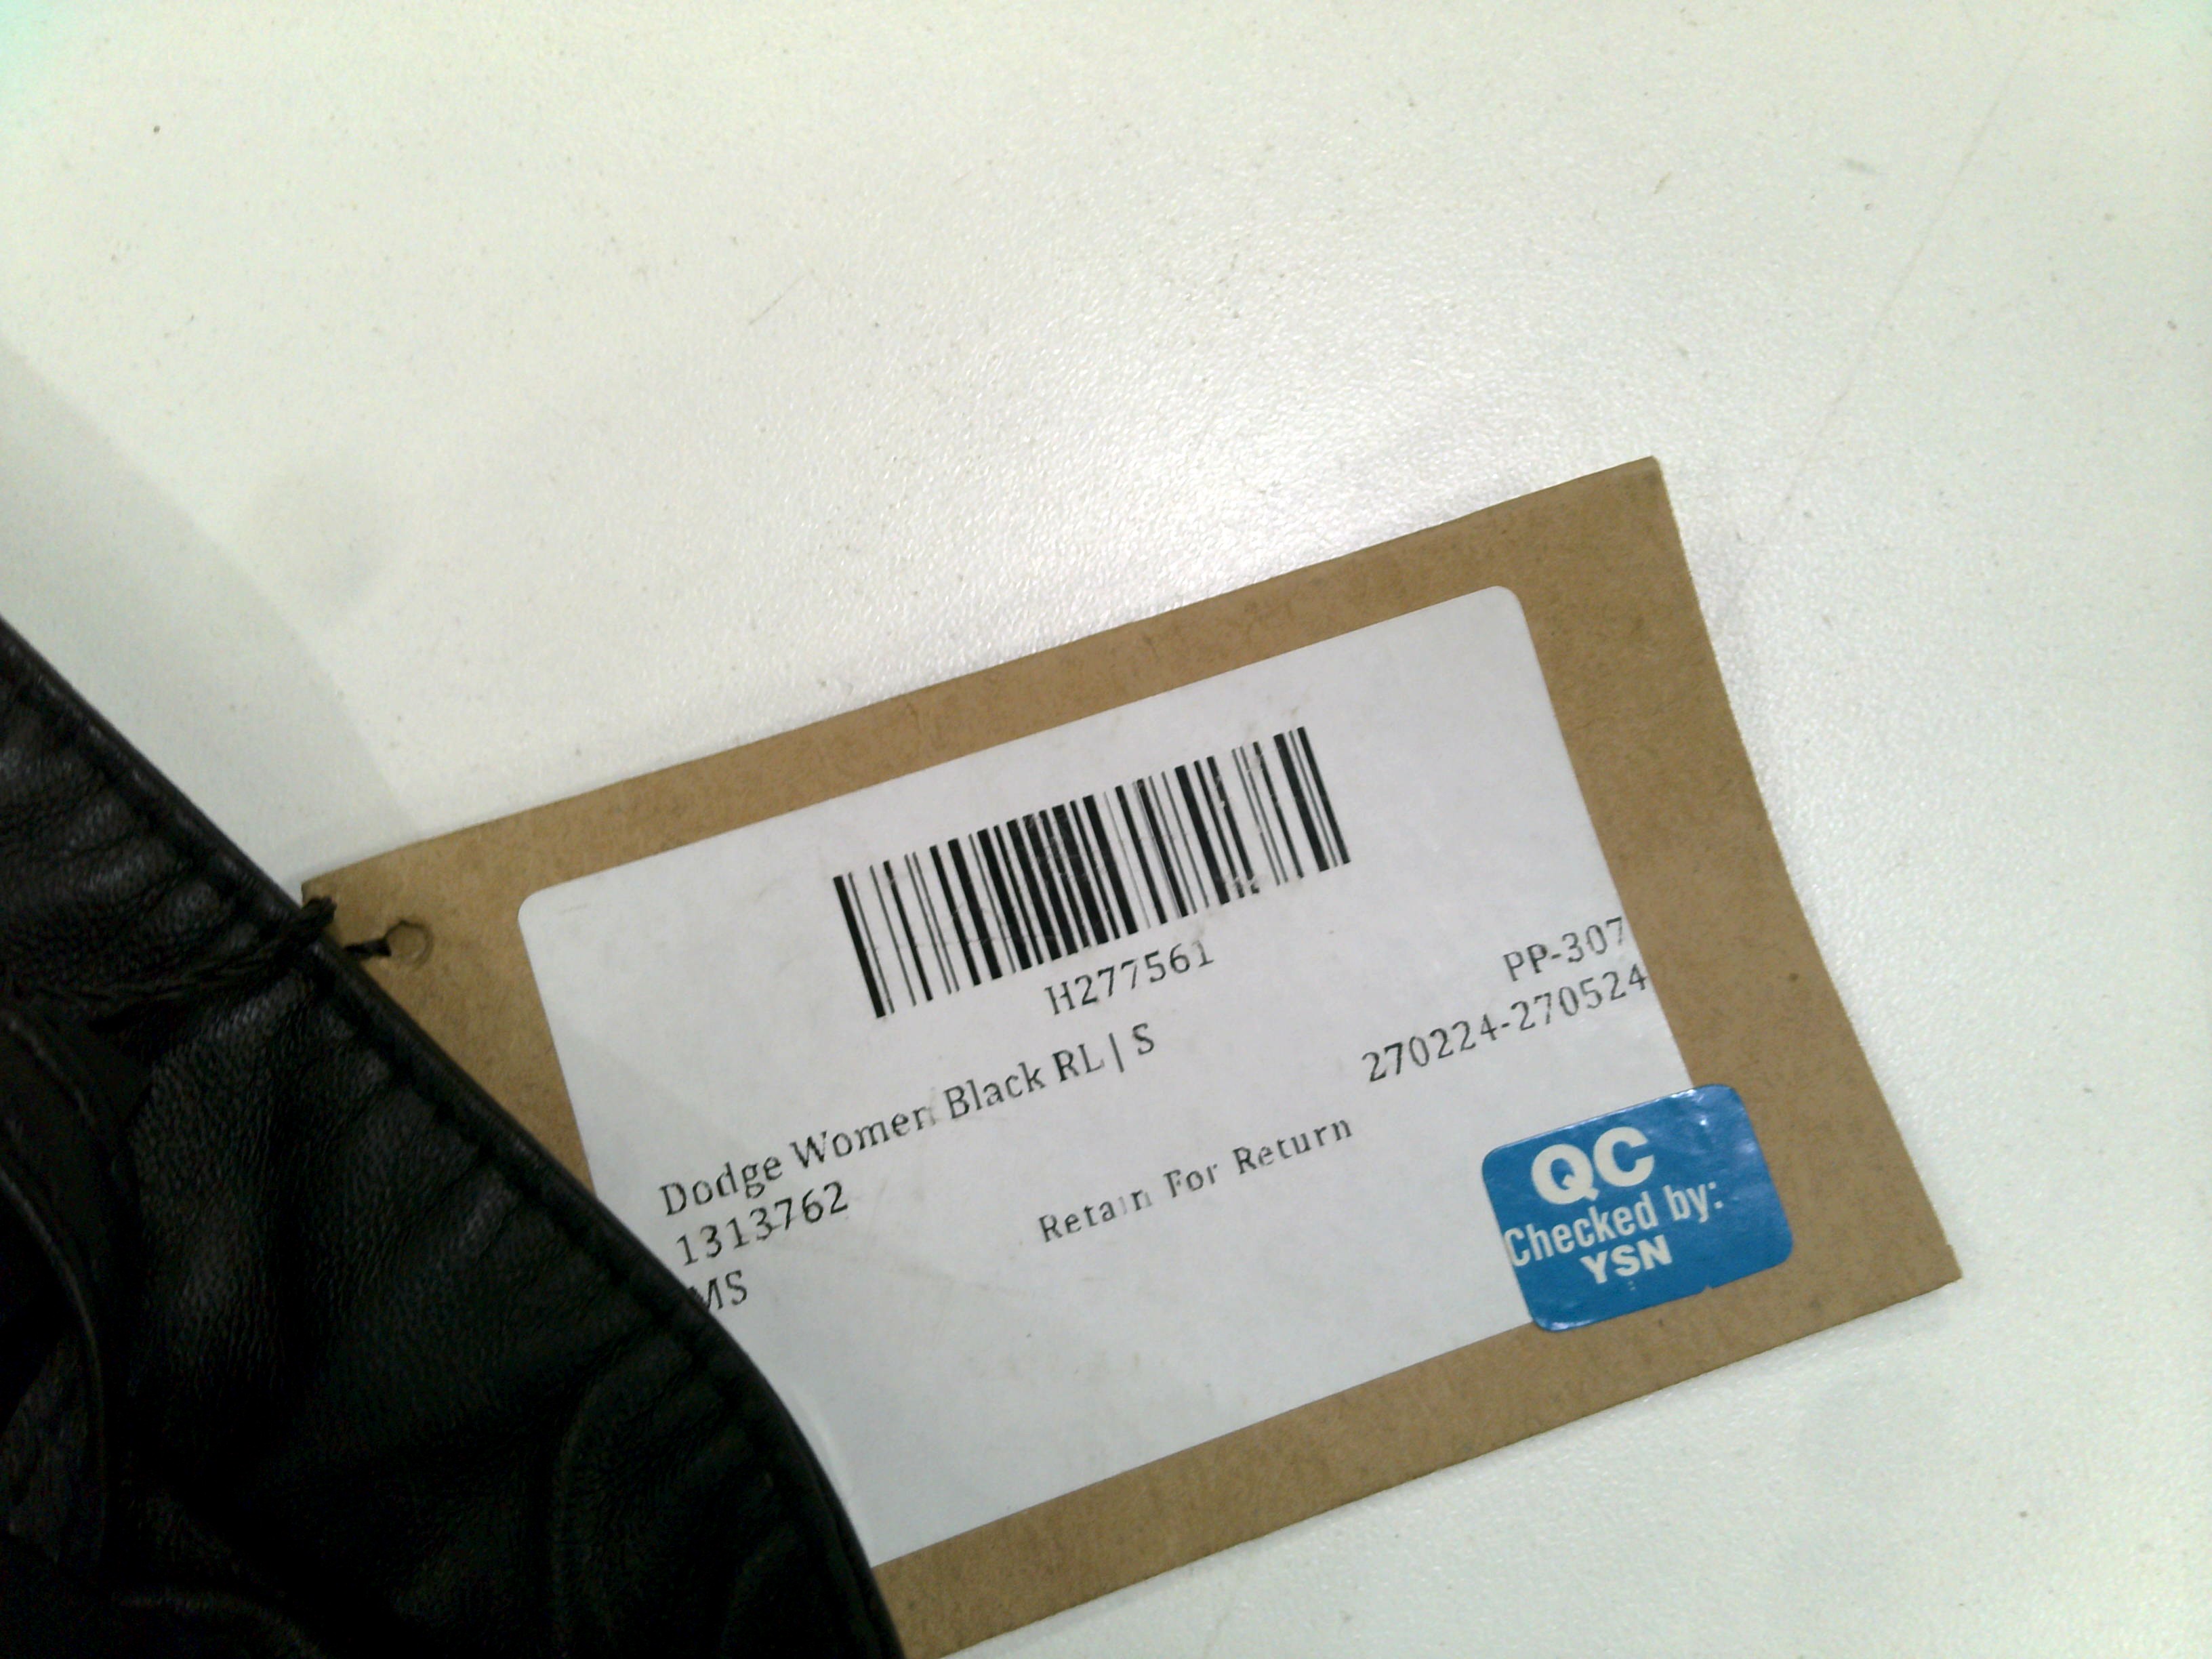 H277561
PP-307
270224-270524
Dodge Women Black RL | S
1313762
MS
Retain For Return
QC
Checked by:
YSN